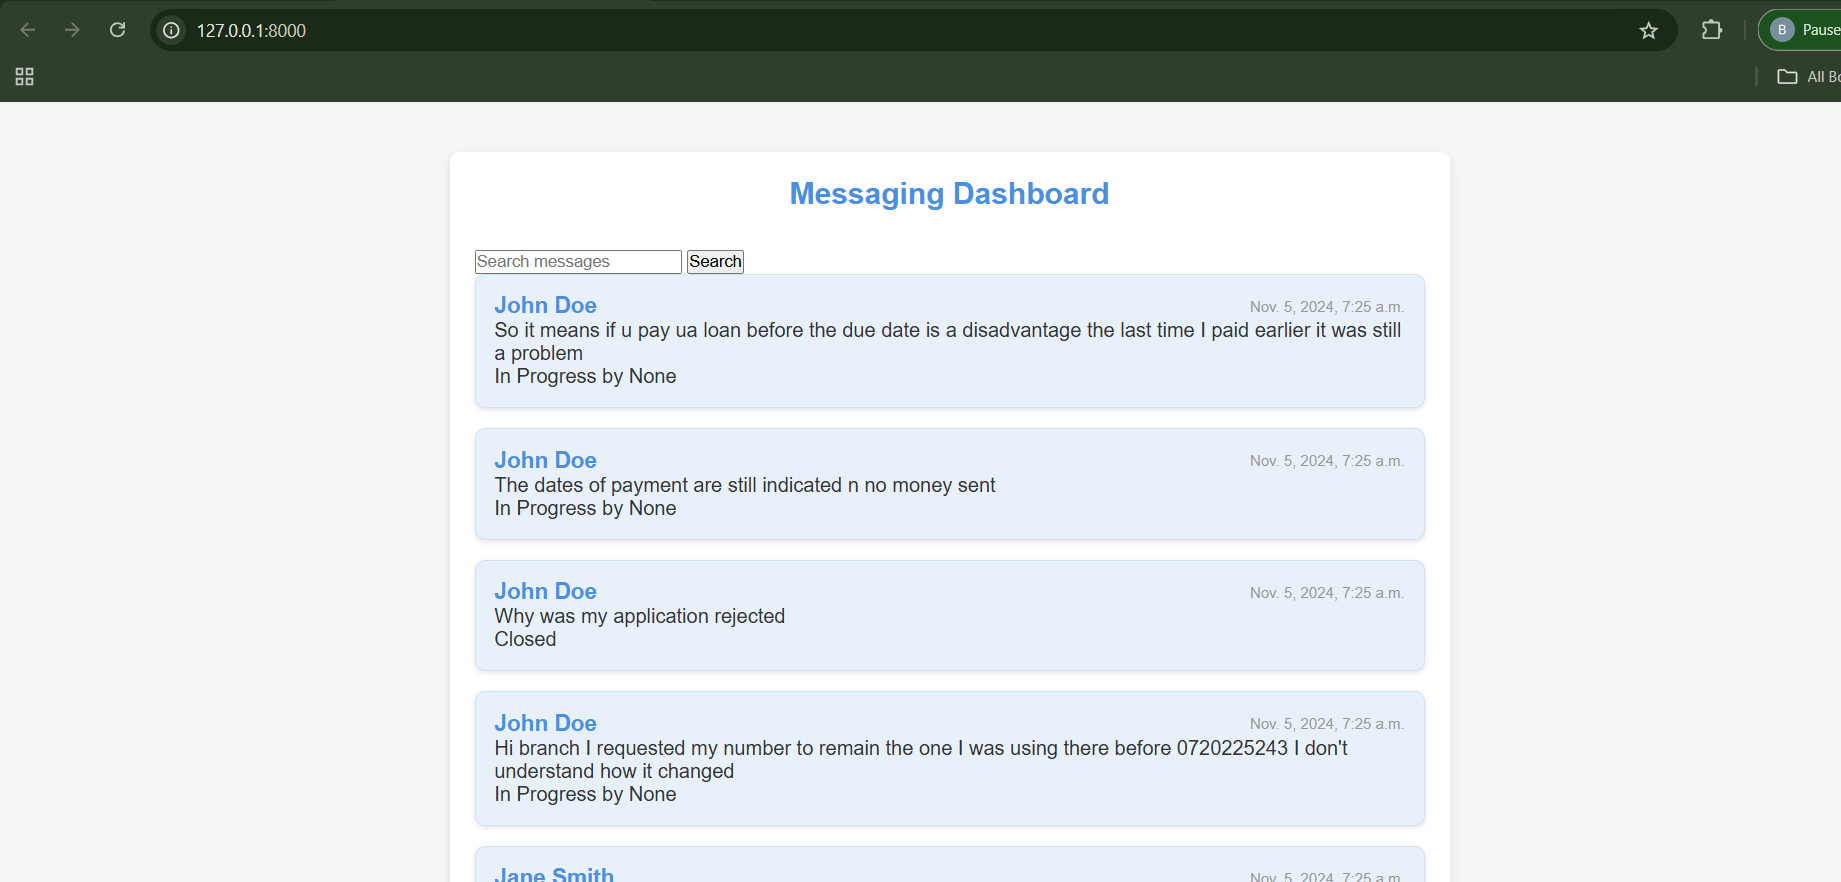 127.0.0.1:8000
B Pause
All Bo
Messaging Dashboard
Search messages Search
John Doe Nov. 5, 2024, 7:25 a.m.
So it means if u pay ua loan before the due date is a disadvantage the last time I paid earlier it was still
a problem
In Progress by None
John Doe Nov. 5, 2024, 7:25 a.m.
The dates of payment are still indicated n no money sent
In Progress by None
John Doe Nov. 5, 2024, 7:25 a.m.
Why was my application rejected
Closed
John Doe Nov. 5, 2024, 7:25 a.m.
Hi branch I requested my number to remain the one I was using there before 0720225243 I don't
understand how it changed
In Progress by None
Jane Smith Nov. 5, 2024, 7:25 a.m.